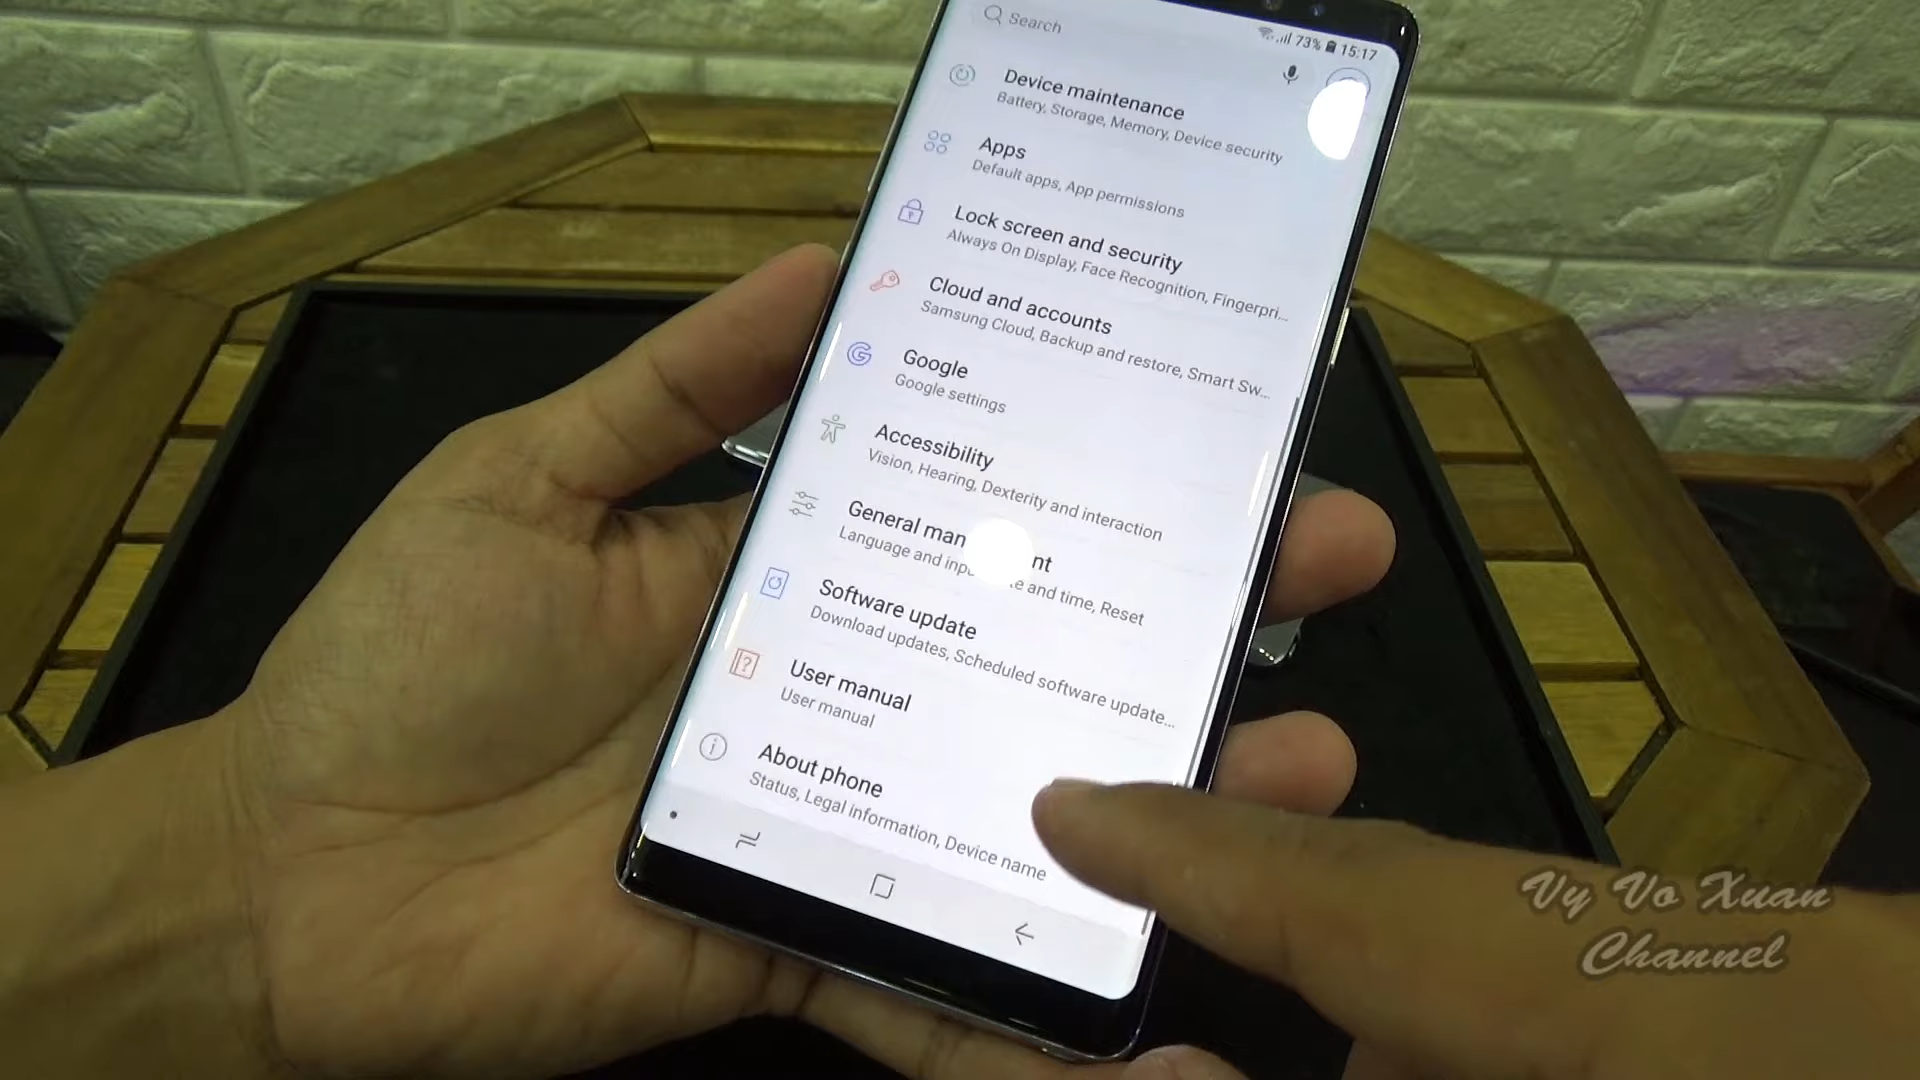 Search
73% 15:17
Device maintenance
Battery, Storage, Memory, Device security
Apps
Default apps, App permissions
Lock screen and security
Always On Display, Face Recognition, Fingerpri...
Cloud and accounts
Samsung Cloud, Backup and restore, Smart Sw...
Google
Google settings
Accessibility
Vision, Hearing, Dexterity and interaction
General man nt
Language and inp e and time, Reset
Software update
Download updates, Scheduled software update...
User manual
User manual
About phone
Status, Legal information, Device name
Vy Vo Xuan
Channel